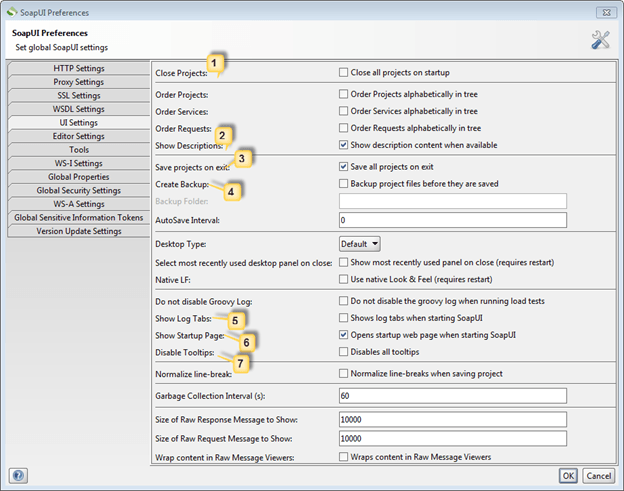 SoapUI Preferences
SoapUI Preferences
Set global SoapUI settings
HTTP Settings
Proxy Settings
SSL Settings
WSDL Settings
UI Settings
Editor Settings
Tools
WS-I Settings
Global Properties
Global Security Settings
WS-A Settings
Global Sensitive Information Tokens
Version Update Settings
1
Close Projects: Close all projects on startup
Order Projects: Order Projects alphabetically in tree
Order Services: Order Services alphabetically in tree
Order Requests: Order Requests alphabetically in tree
2
Show Descriptions: Show description content when available
3
Save projects on exit: Save all projects on exit
Create Backup: 4 Backup project files before they are saved
Backup Folder:
AutoSave Interval: 0
Desktop Type: Default
Select most recently used desktop panel on close: Show most recently used panel on close (requires restart)
Native LF: Use native Look & Feel (requires restart)
Do not disable Groovy Log: Do not disable the groovy log when running load tests
Show Log Tabs: 5 Shows log tabs when starting SoapUI
Show Startup Page: 6 Opens startup web page when starting SoapUI
Disable Tooltips: 7 Disables all tooltips
Normalize line-break: Normalize line-breaks when saving project
Garbage Collection Interval (s): 60
Size of Raw Response Message to Show: 10000
Size of Raw Request Message to Show: 10000
Wrap content in Raw Message Viewers: Wraps content in Raw Message Viewers
? OK Cancel